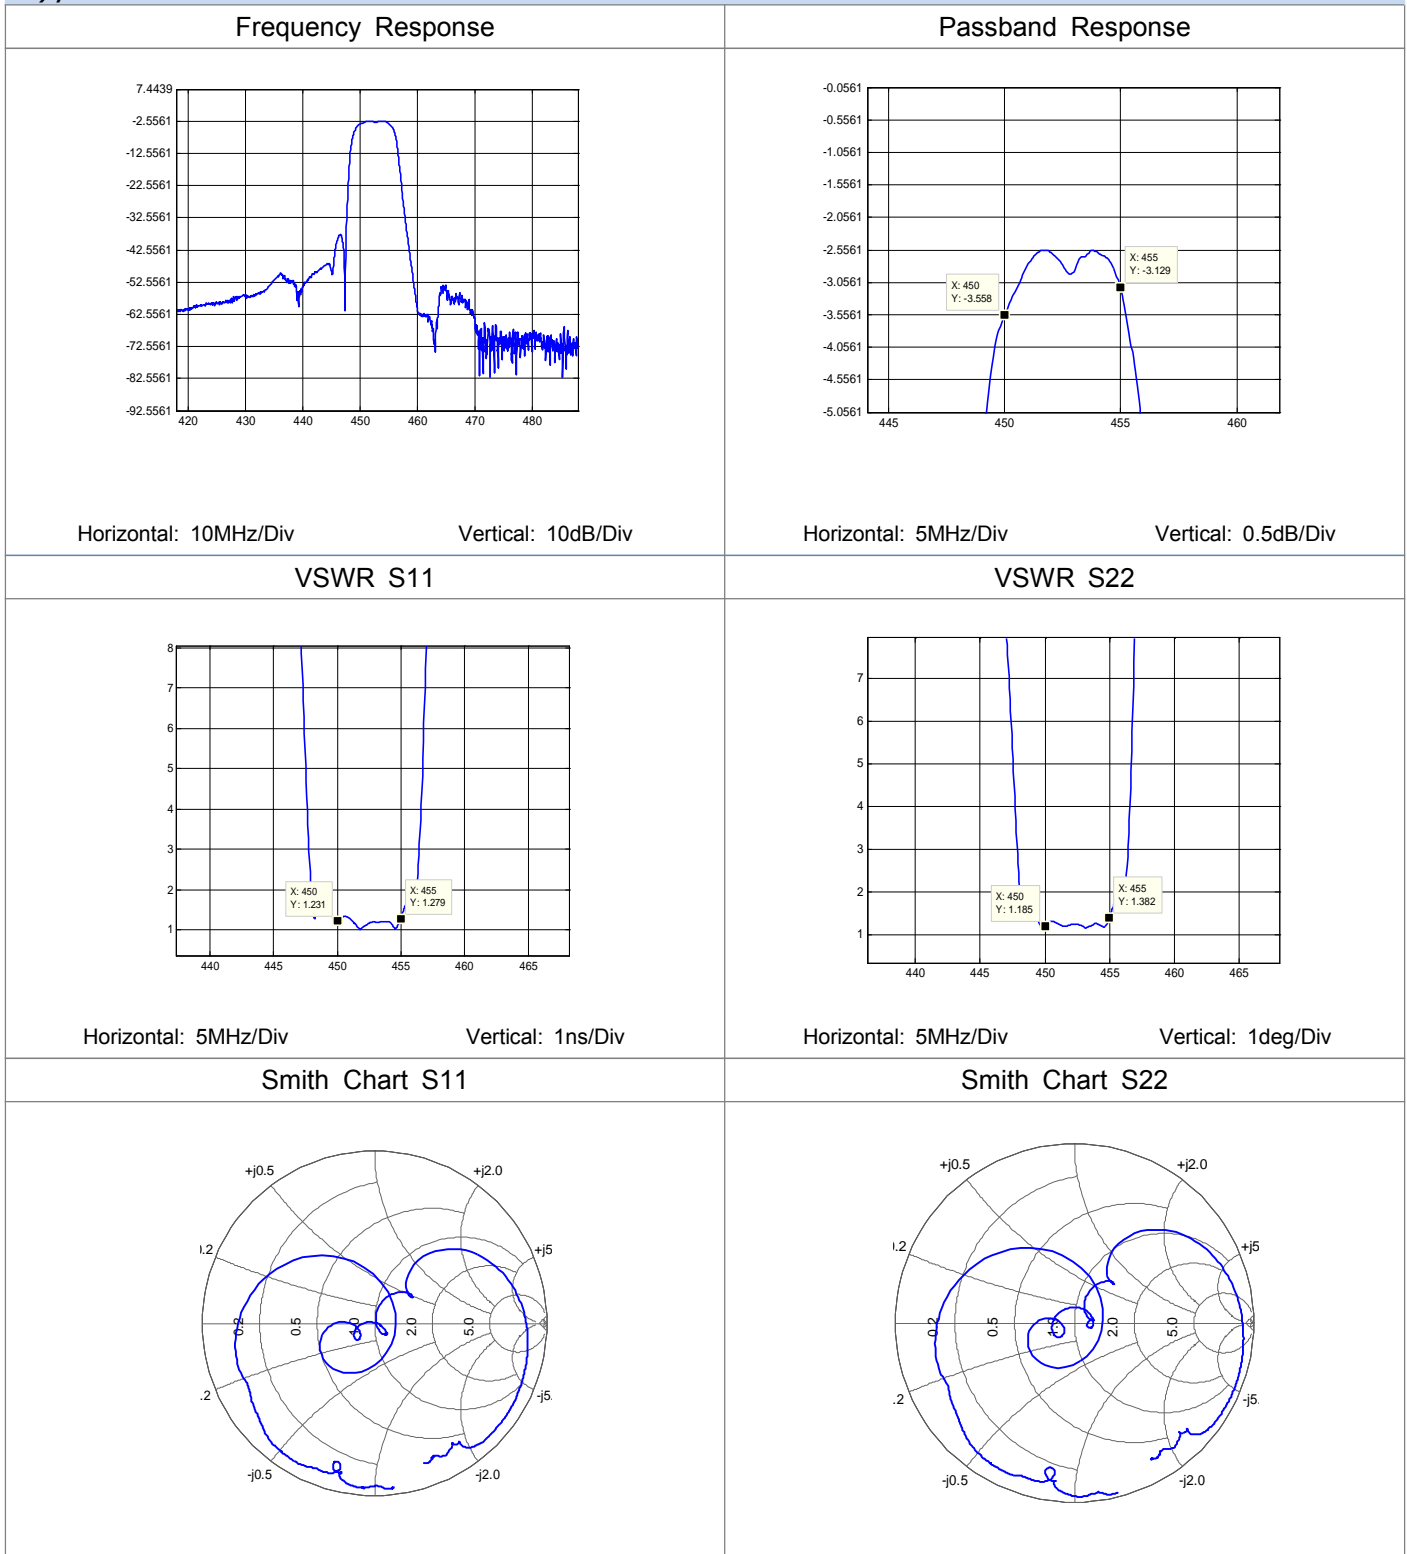 Frequency Response
Passband Response
7.4439
-2.5561
-12.5561
-22.5561
-32.5561
-42.5561
-52.5561
-62.5561
-72.5561
-82.5561
-92.5561
420 430 440 450 460 470 480
Horizontal: 10MHz/Div Vertical: 10dB/Div
-0.0561
-0.5561
-1.0561
-1.5561
-2.0561
-2.5561
-3.0561
-3.5561
-4.0561
-4.5561
-5.0561
X: 450
Y: -3.558
X: 455
Y: -3.129
445 450 455 460
Horizontal: 5MHz/Div Vertical: 0.5dB/Div
VSWR S11
VSWR S22
8
7
6
5
4
3
2
1
X: 450
Y: 1.231
X: 455
Y: 1.279
440 445 450 455 460 465
Horizontal: 5MHz/Div Vertical: 1ns/Div
7
6
5
4
3
2
1
X: 450
Y: 1.185
X: 455
Y: 1.382
440 445 450 455 460 465
Horizontal: 5MHz/Div Vertical: 1deg/Div
Smith Chart S11
Smith Chart S22
+j0.5
+j2.0
+j5
0.2
0.5
1.0
2.0
5.0
.2
-j5.
-j0.5
-j2.0
+j0.5
+j2.0
+j5
0.2
0.5
2.0
5.0
.2
-j5.
-j0.5
-j2.0